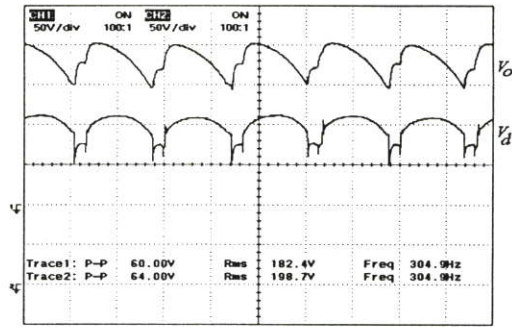 CH1 ON CH2 ON
50V/div 100:1 50V/div 100:1
Vo
Vd
Trace1: P-P 60.00V Rms 182.4V Freq 304.9Hz
Trace2: P-P 64.00V Rms 198.7V Freq 304.9Hz